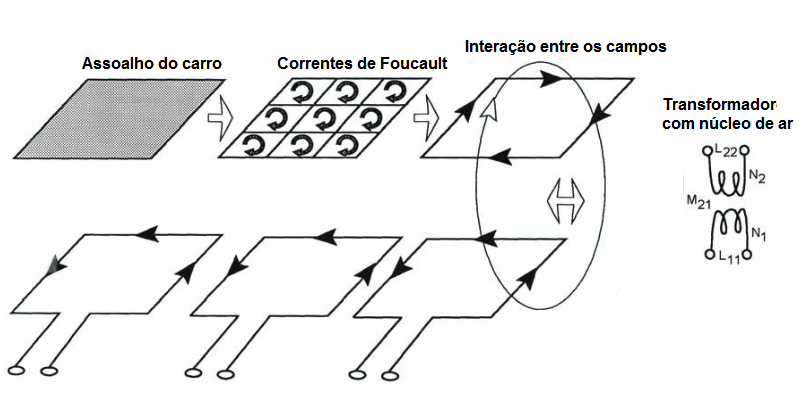 Assoalho do carro
Correntes de Foucault
Interação entre os campos
Transformador
com núcleo de ar
L22
N2
M21
N1
L11